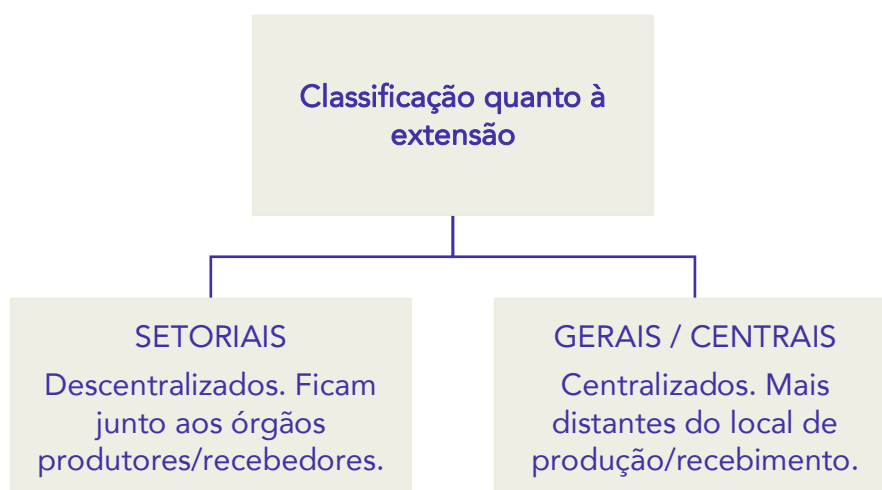 Classificação quanto à
extensão
SETORIAIS
Descentralizados. Ficam
junto aos órgãos
produtores/recebedores.
GERAIS / CENTRAIS
Centralizados. Mais
distantes do local de
produção/recebimento.